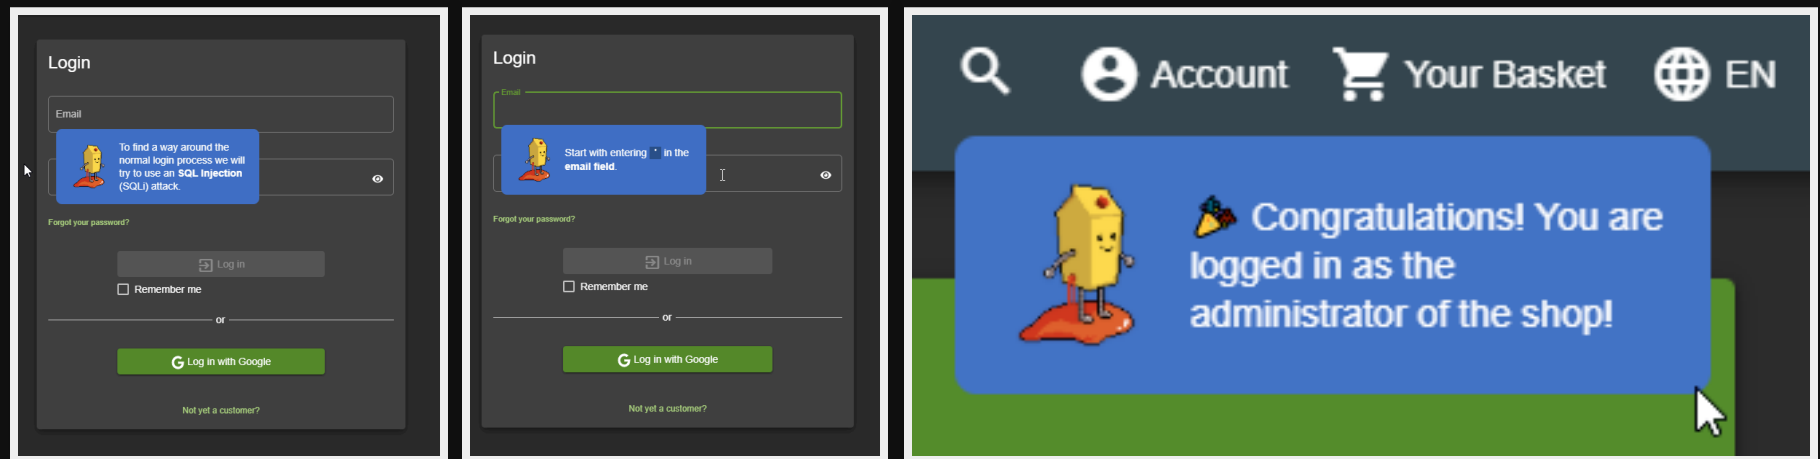 Login
Email
To find a way around the
normal login process we will
try to use an SQL Injection
(SQLi) attack.
Forgot your password?
Log in
Remember me
or
G Log in with Google
Not yet a customer?
Login
Email
Start with entering ' in the
email field.
Forgot your password?
Log in
Remember me
or
G Log in with Google
Not yet a customer?
Account Your Basket EN
Congratulations! You are
logged in as the
administrator of the shop!